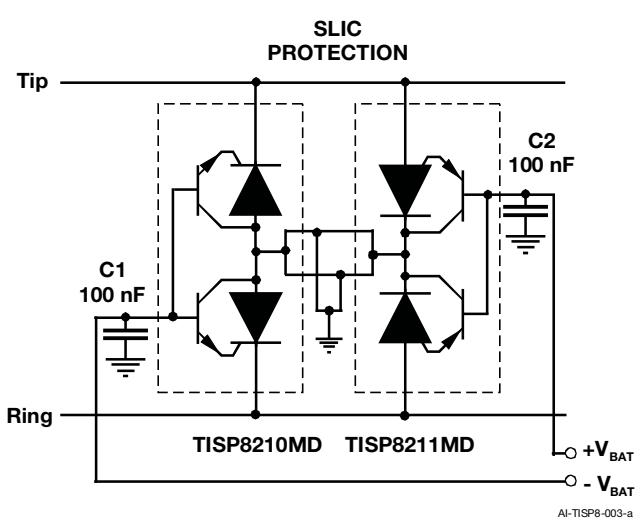 SLIC
PROTECTION
Tip
C2
100 nF
C1
100 nF
Ring
TISP8210MD TISP8211MD
+VBAT
- VBAT
AI-TISP8-003-a